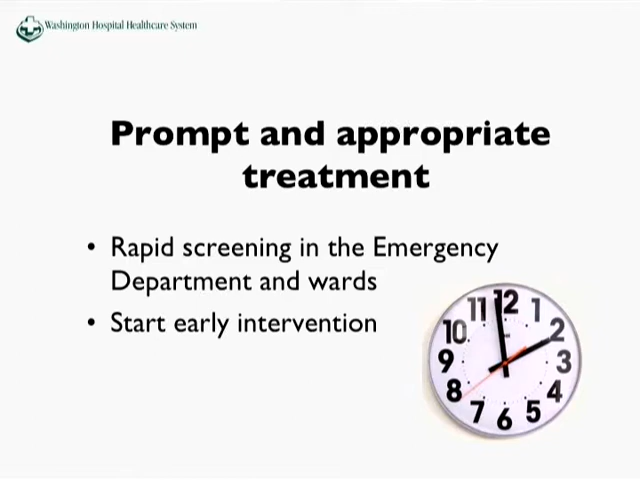 Washington Hospital Healthcare System
Prompt and appropriate
treatment
• Rapid screening in the Emergency
Department and wards
• Start early intervention
11 12 1
10 2
9 3
8 4
7 6 5